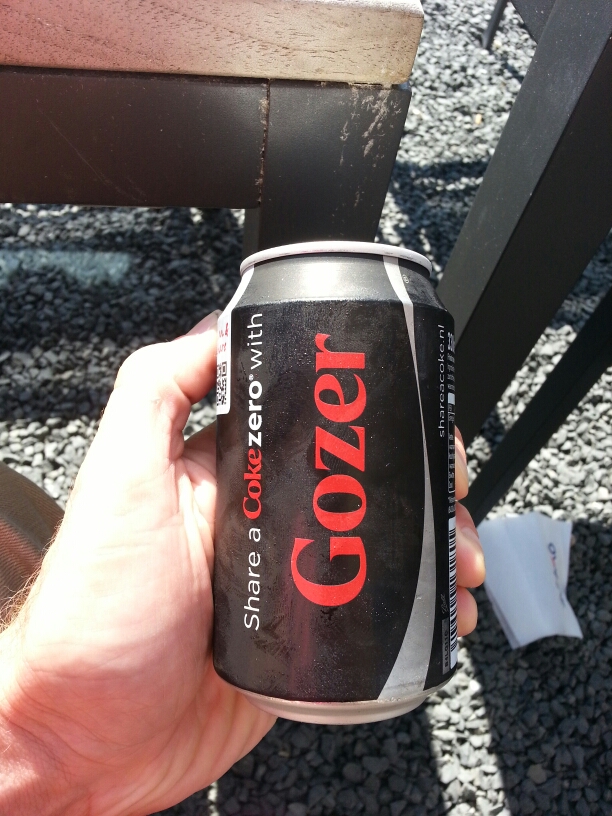 Share a Cokezero® with
Gozer
shareacoke.nl